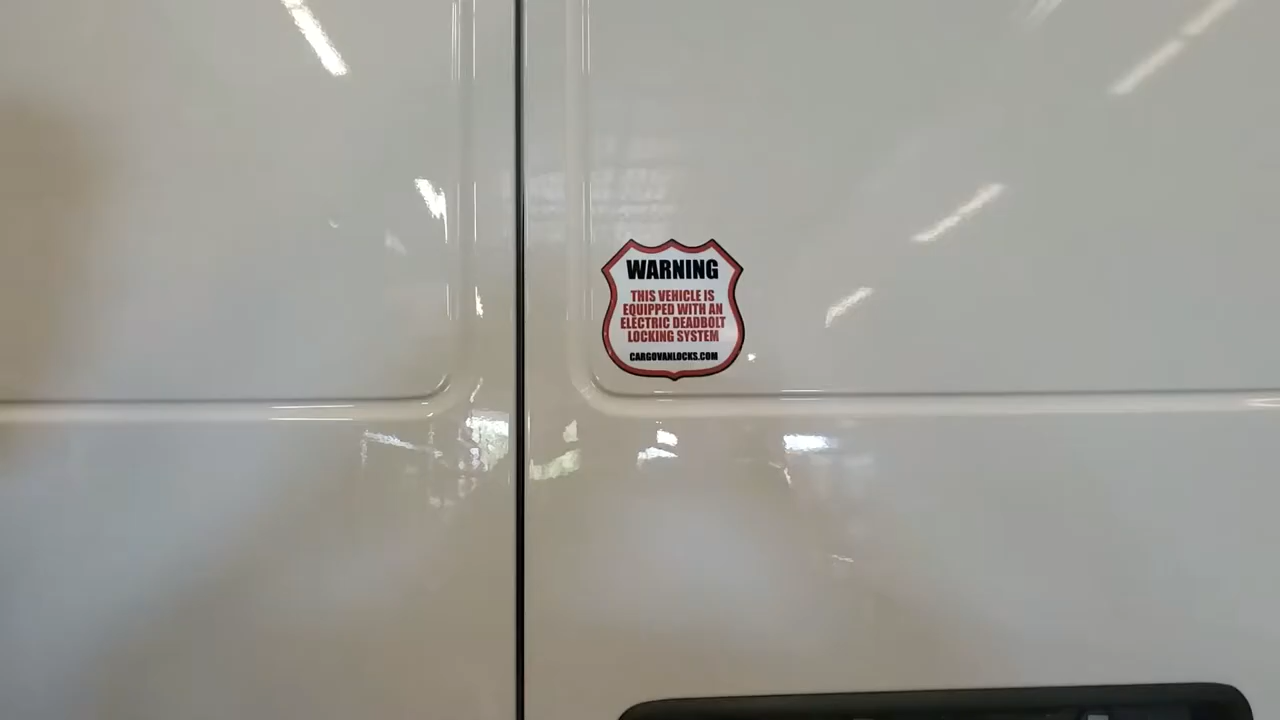 WARNING
THIS VEHICLE IS
EQUIPPED WITH AN
ELECTRIC DEADBOLT
LOCKING SYSTEM
CARGOVANLOCKS.COM